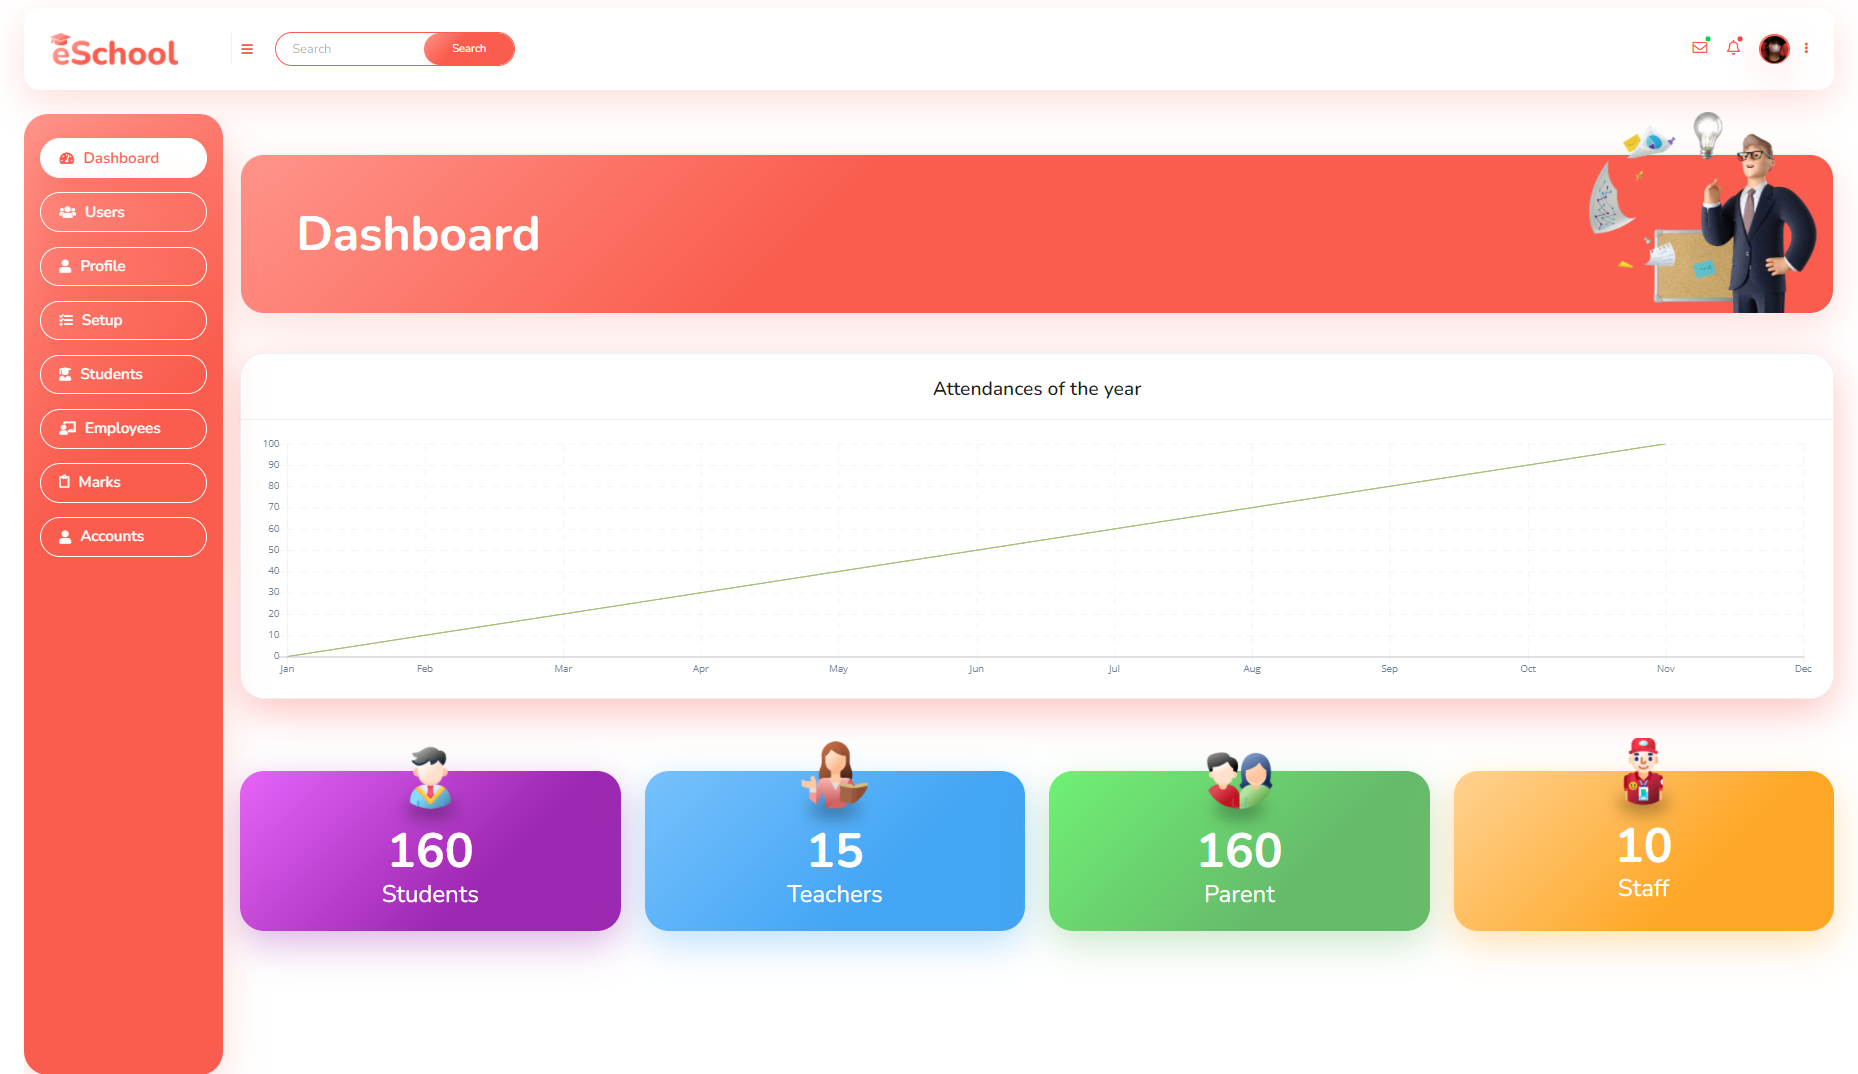 eSchool
Search
Search
Dashboard
Users
Profile
Setup
Students
Employees
Marks
Accounts
Dashboard
Attendances of the year
100
90
80
70
60
50
40
30
20
10
0
Jan Feb Mar Apr May Jun Jul Aug Sep Oct Nov Dec
160
Students
15
Teachers
160
Parent
10
Staff